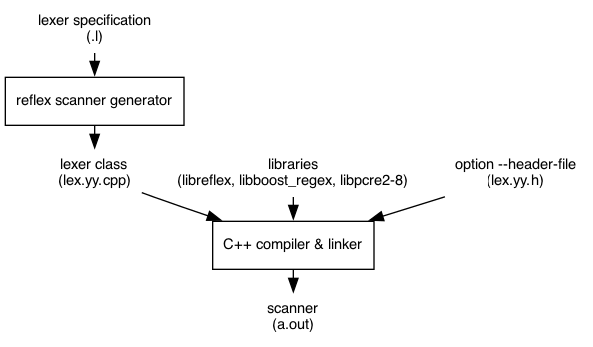 lexer specification
(.l)
reflex scanner generator
lexer class
(lex.yy.cpp)
libraries
(libreflex, libboost_regex, libpcre2-8)
option --header-file
(lex.yy.h)
C++ compiler & linker
scanner
(a.out)